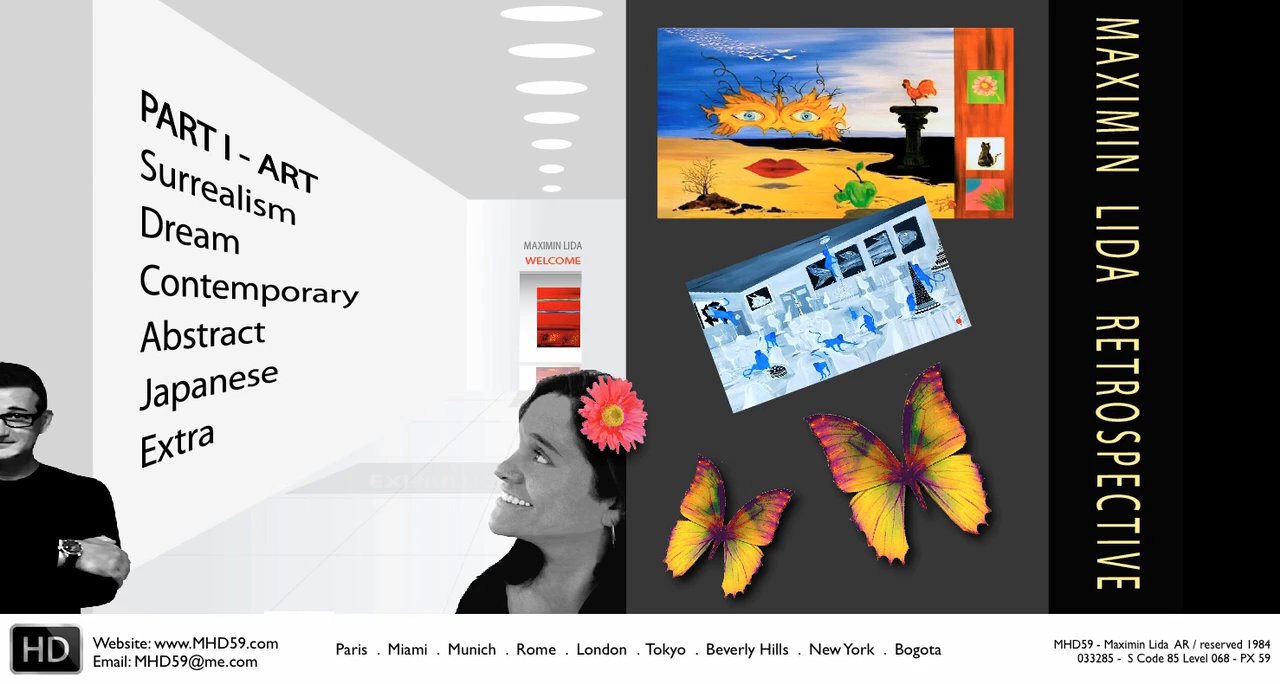 PART I - ART
Surrealism
Dream
Contemporary
Abstract
Japanese
Extra
MAXIMIN LIDA
WELCOME
MAXIMIN LIDA RETROSPECTIVE
HD
Website: www.MHD59.com
Email: MHD59@me.com
Paris . Miami . Munich . Rome . London . Tokyo . Beverly Hills . New York . Bogota
MHD59 - Maximin Lida AR / reserved 1984
033285 - S Code 85 Level 068 - PX 59